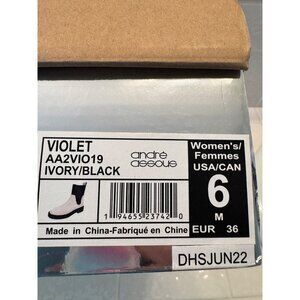 VIOLET
AA2VIO19
IVORY/BLACK
andré
assous
Women's/
Femmes
USA/CAN
6
M
EUR 36
1 94655 23742 0
Made in China-Fabriqué en Chine
DHSJUN22